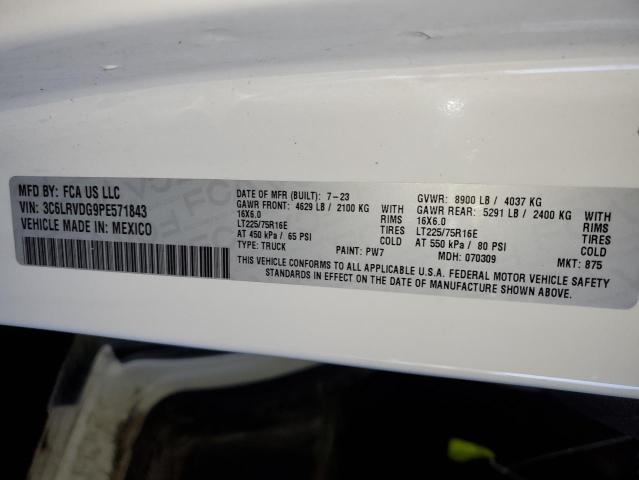 MFD BY: FCA US LLC
VIN: 3C6LRVDG9PE571843
VEHICLE MADE IN: MEXICO
DATE OF MFR (BUILT): 7-23 GVWR: 8900 LB / 4037 KG
GAWR FRONT: 4629 LB / 2100 KG WITH GAWR REAR: 5291 LB / 2400 KG WITH
16X6.0 RIMS 16X6.0 RIMS
LT225/75R16E TIRES LT225/75R16E TIRES
AT 450 kPa / 65 PSI COLD AT 550 kPa / 80 PSI COLD
TYPE: TRUCK PAINT: PW7 MDH: 070309 MKT: 875
THIS VEHICLE CONFORMS TO ALL APPLICABLE U.S.A. FEDERAL MOTOR VEHICLE SAFETY
STANDARDS IN EFFECT ON THE DATE OF MANUFACTURE SHOWN ABOVE.